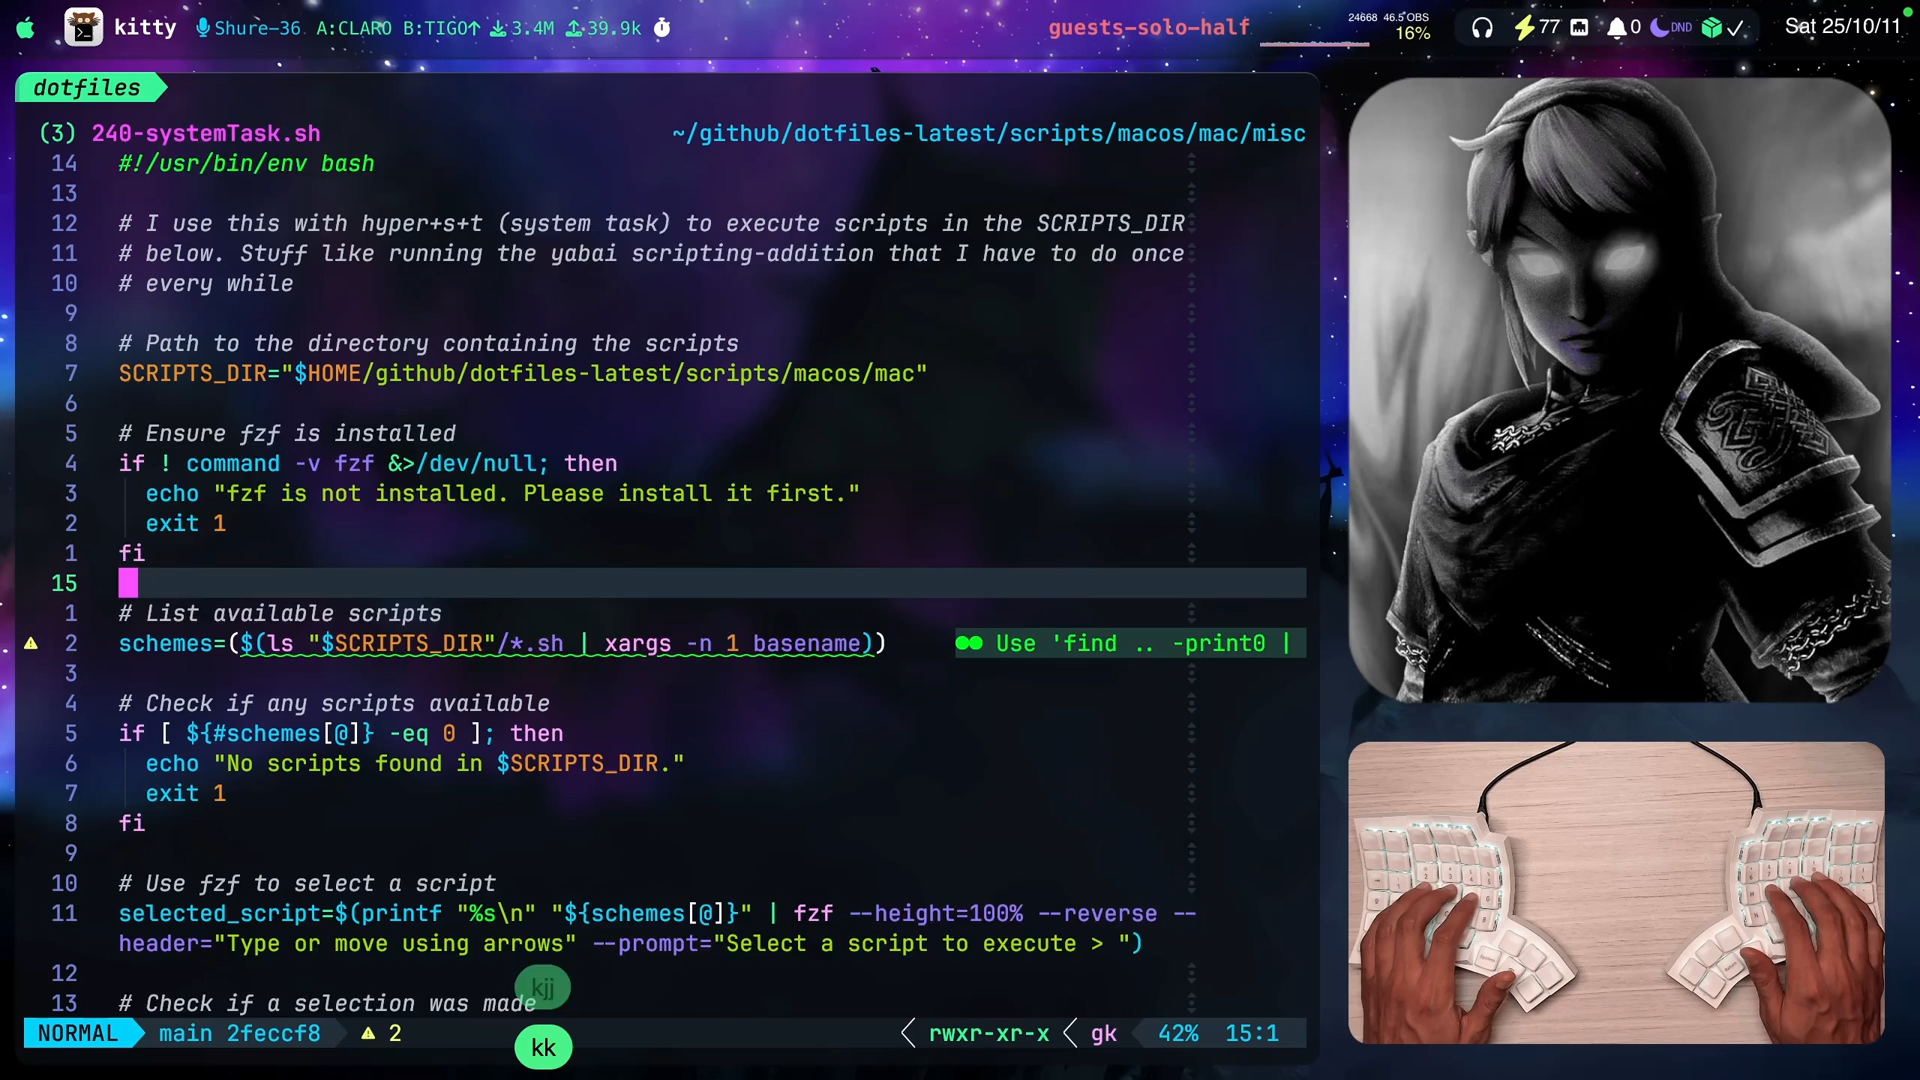 kitty Shure-36 A:CLARO B:TIGO↑ 3.4M 39.9k guests-solo-half 24668 46.5 OBS 16% 77 0 DND ✓ Sat 25/10/11
dotfiles
(3) 240-systemTask.sh ~/github/dotfiles-latest/scripts/macos/mac/misc
14 #!/usr/bin/env bash
13
12 # I use this with hyper+s+t (system task) to execute scripts in the SCRIPTS_DIR
11 # below. Stuff like running the yabai scripting-addition that I have to do once
10 # every while
9
8 # Path to the directory containing the scripts
7 SCRIPTS_DIR="$HOME/github/dotfiles-latest/scripts/macos/mac"
6
5 # Ensure fzf is installed
4 if ! command -v fzf &>/dev/null; then
3 echo "fzf is not installed. Please install it first."
2 exit 1
1 fi
15
1 # List available scripts
2 schemes=($(ls "$SCRIPTS_DIR"/*.sh | xargs -n 1 basename)) ●● Use 'find .. -print0 |
3
4 # Check if any scripts available
5 if [ ${#schemes[@]} -eq 0 ]; then
6 echo "No scripts found in $SCRIPTS_DIR."
7 exit 1
8 fi
9
10 # Use fzf to select a script
11 selected_script=$(printf "%s\n" "${schemes[@]}" | fzf --height=100% --reverse --
header="Type or move using arrows" --prompt="Select a script to execute > ")
12
13 # Check if a selection was made
kjj
NORMAL main 2feccf8 2 rwxr-xr-x gk 42% 15:1
kk